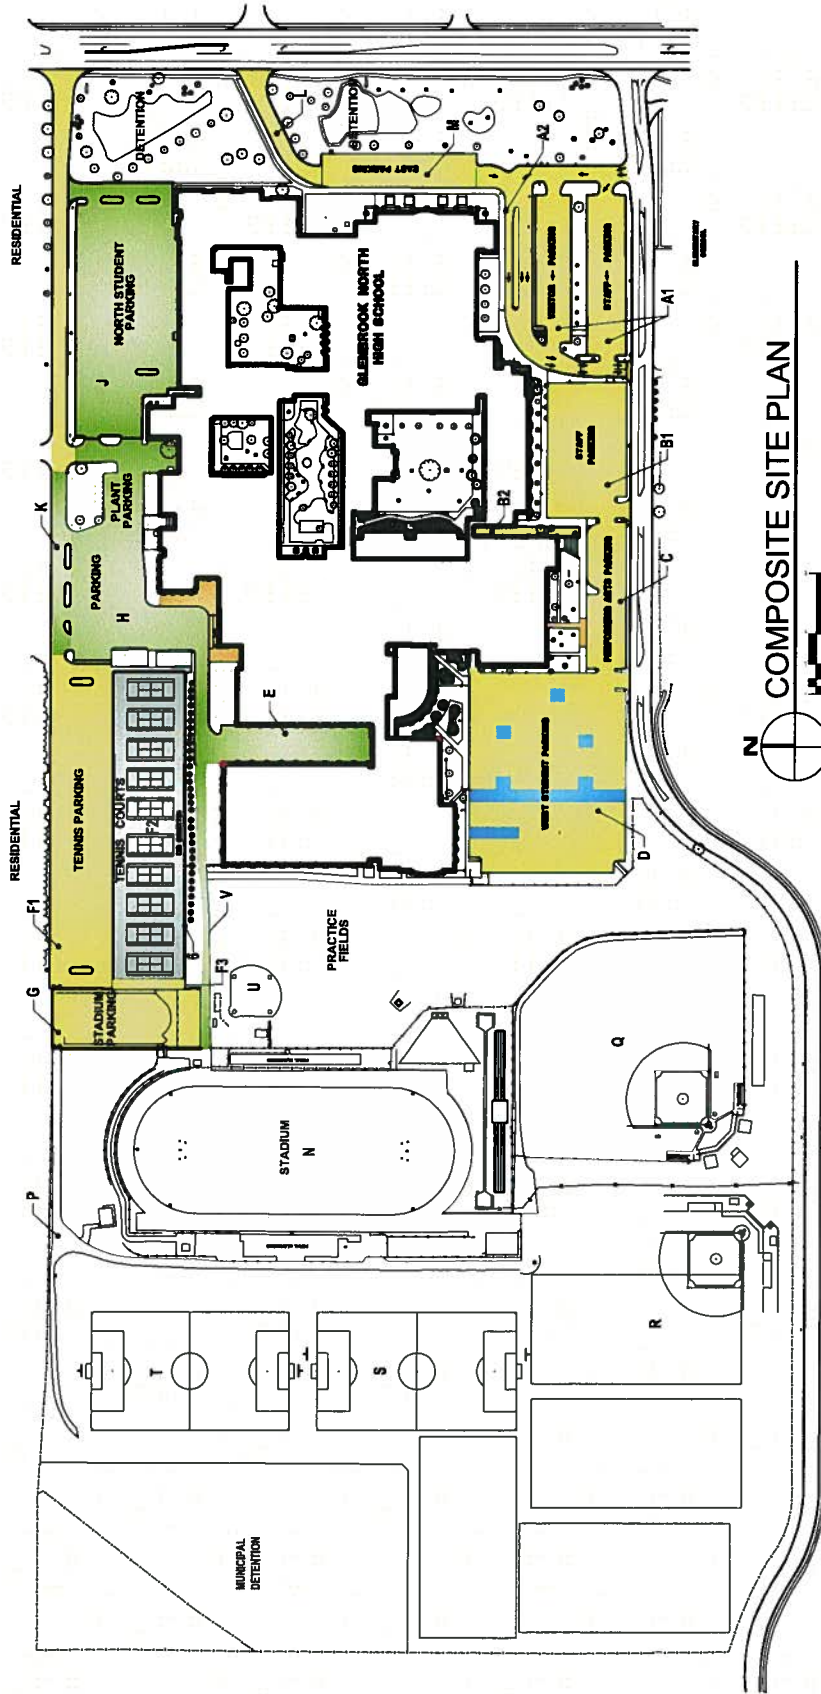 RESIDENTIAL
RESIDENTIAL
DETENTION
DETENTION
L
M
A2
EAST PARKING
NORTH STUDENT
PARKING
J
GLENBROOK NORTH
HIGH SCHOOL
VISITOR
PARKING
STAFF
PARKING
A1
K
PLANT
PARKING
PARKING
H
STAFF
PARKING
B1
B2
PERFORMING ARTS PARKING
C
E
TENNIS PARKING
TENNIS COURTS
F2
F1
WEST STUDENT PARKING
D
G
STADIUM
PARKING
F3
6
V
U
PRACTICE
FIELDS
STADIUM
N
P
Q
R
T
S
MUNICIPAL
DETENTION
N
COMPOSITE SITE PLAN